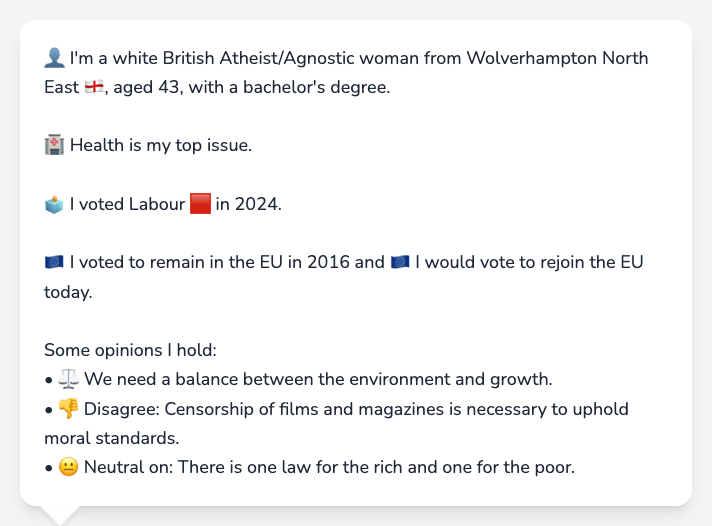 👤 I'm a white British Atheist/Agnostic woman from Wolverhampton North
East 🏴󠁧󠁢󠁥󠁮󠁧󠁿, aged 43, with a bachelor's degree.
🏥 Health is my top issue.
🗳️ I voted Labour 🟥 in 2024.
🇪🇺 I voted to remain in the EU in 2016 and 🇪🇺 I would vote to rejoin the EU
today.
Some opinions I hold:
• ⚖️ We need a balance between the environment and growth.
• 👎 Disagree: Censorship of films and magazines is necessary to uphold
moral standards.
• 😐 Neutral on: There is one law for the rich and one for the poor.